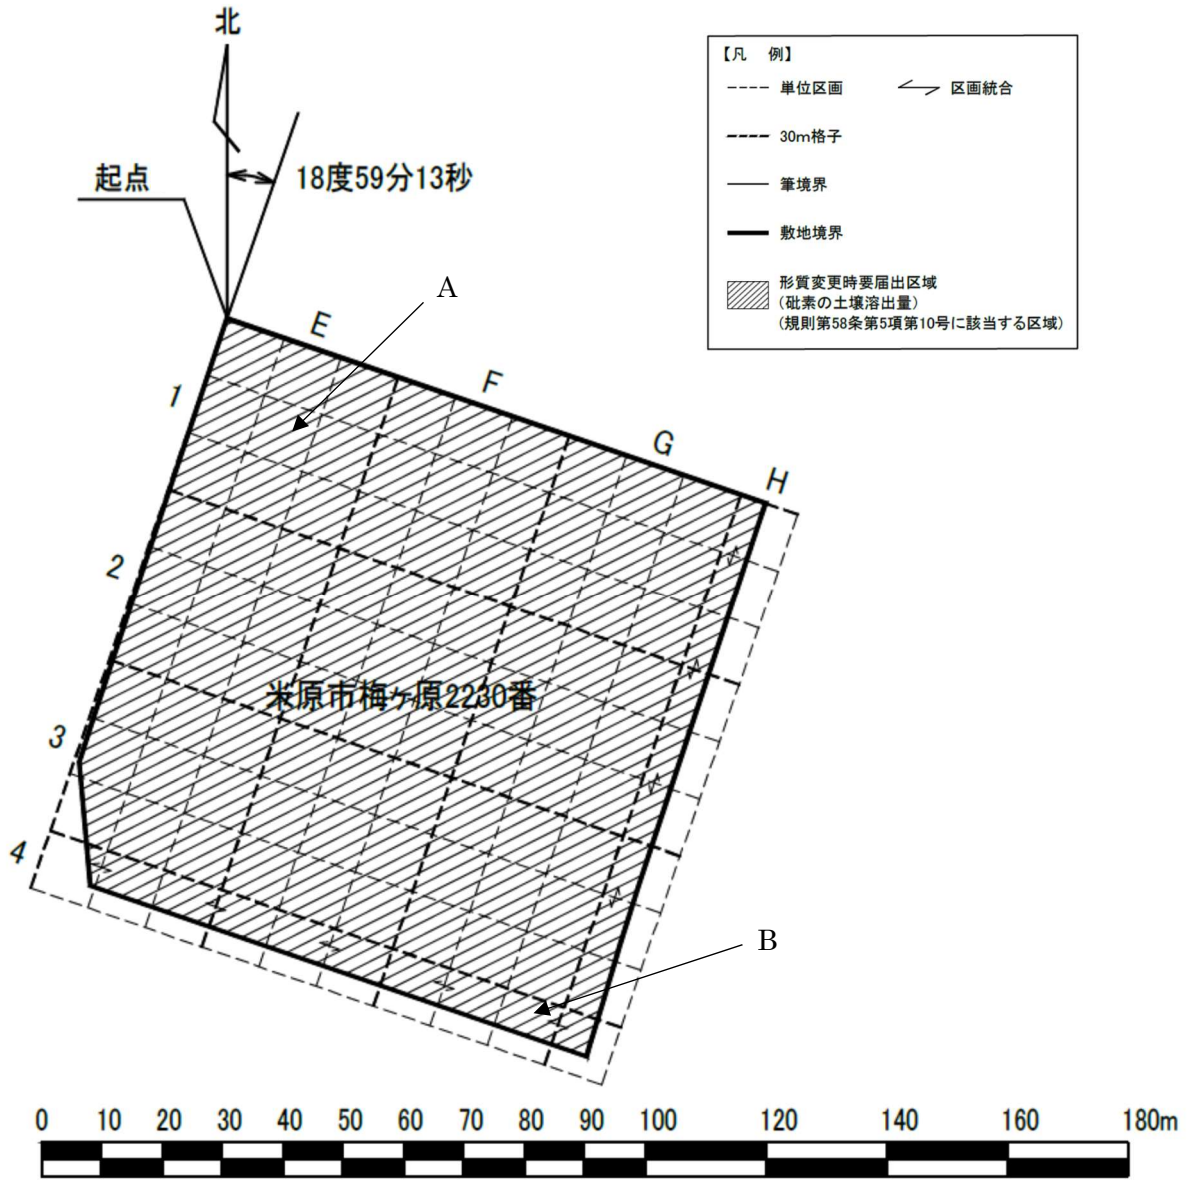 北
【凡 例】
単位区画
区画統合
30m格子
筆境界
敷地境界
形質変更時要届出区域
(砒素の土壌溶出量)
(規則第58条第5項第10号に該当する区域)
起点
18度59分13秒
A
E
F
G
H
1
2
3
4
米原市梅ヶ原2230番
B
0 10 20 30 40 50 60 70 80 90 100 120 140 160 180m